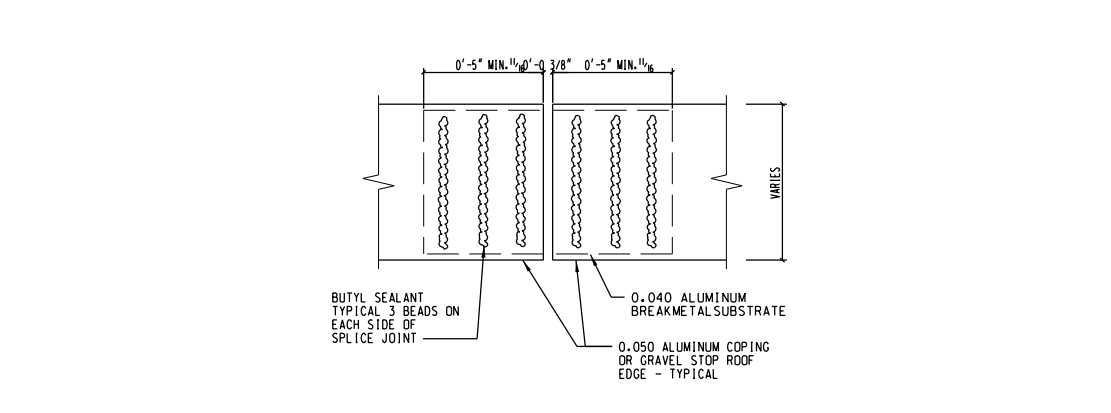 0'-5" MIN. 11/16 0'-0 3/8" 0'-5" MIN. 11/16
VARIES
BUTYL SEALANT
TYPICAL 3 BEADS ON
EACH SIDE OF
SPLICE JOINT
0.040 ALUMINUM
BREAKMETALSUBSTRATE
0.050 ALUMINUM COPING
OR GRAVEL STOP ROOF
EDGE - TYPICAL